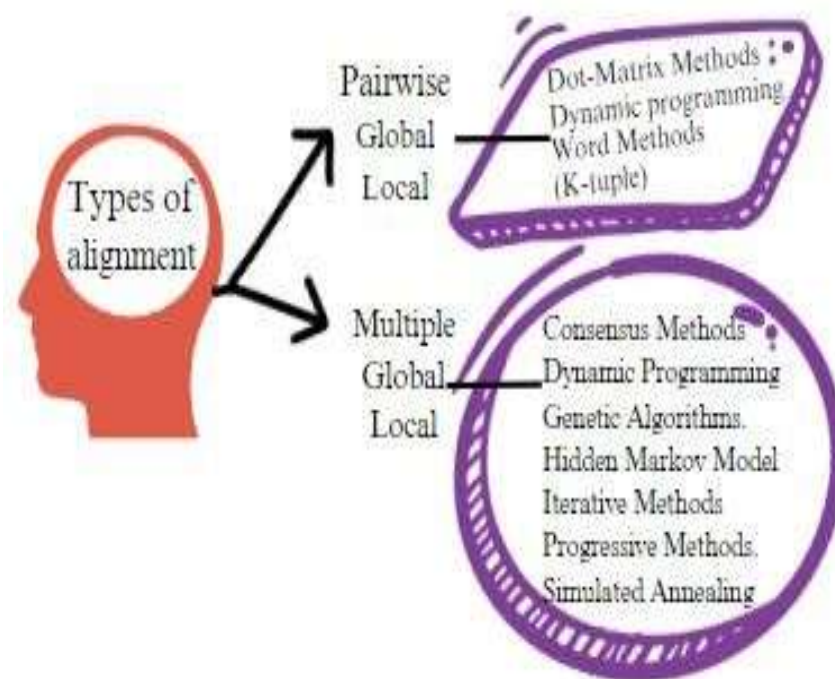 Types of
alignment
Pairwise
Global
Local
Dot-Matrix Methods
Dynamic programming
Word Methods
(K-tuple)
Multiple
Global
Local
Consensus Methods
Dynamic Programming
Genetic Algorithms.
Hidden Markov Model
Iterative Methods
Progressive Methods.
Simulated Annealing